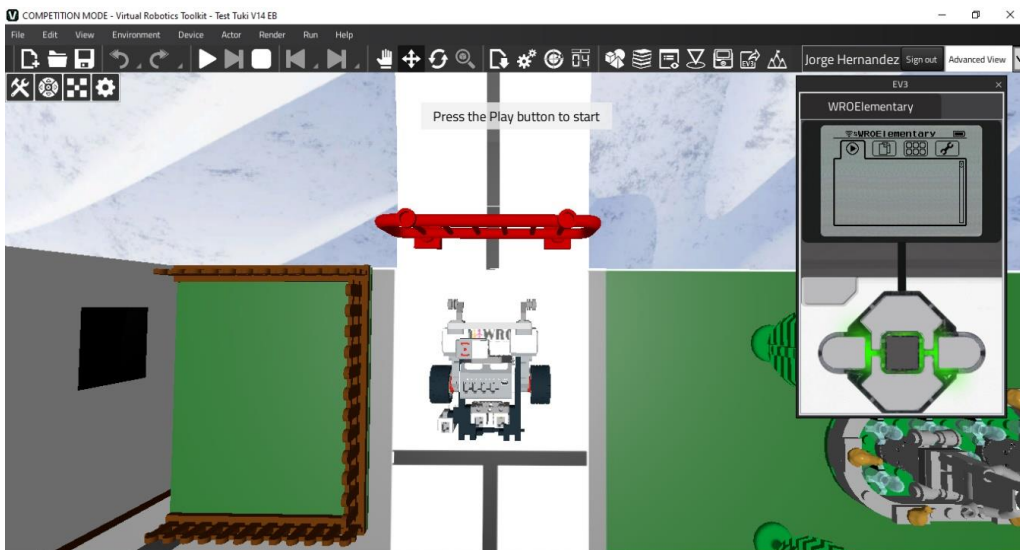 COMPETITION MODE - Virtual Robotics Toolkit - Test Tuki V14 EB
File Edit View Environment Device Actor Render Run Help
Jorge Hernandez Sign out Advanced View
EV3
WROElementary
Press the Play button to start
WROElementary
WRO